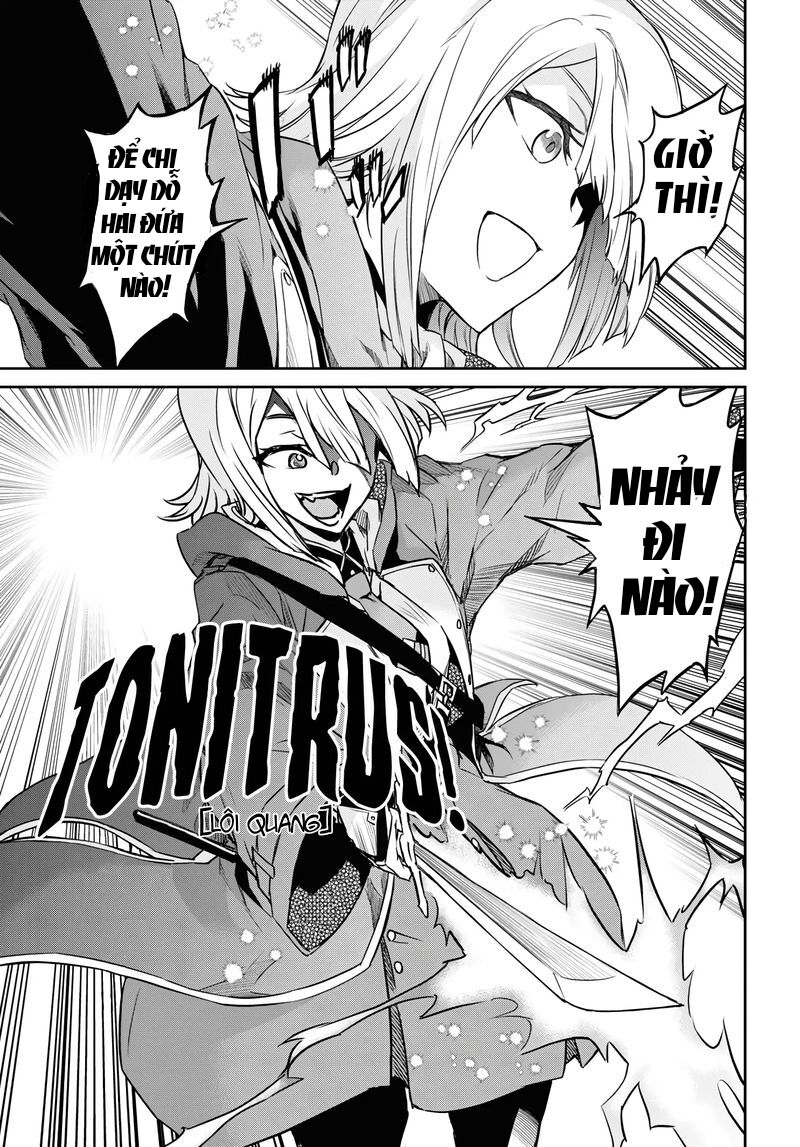 GIỜ
THÌ!
ĐỂ CHỊ
DẠY DỖ
HAI ĐỨA
MỘT CHÚT
NÀO!
NHẢY
ĐI
NÀO!
TONITRUS!
[LÔI QUANG]